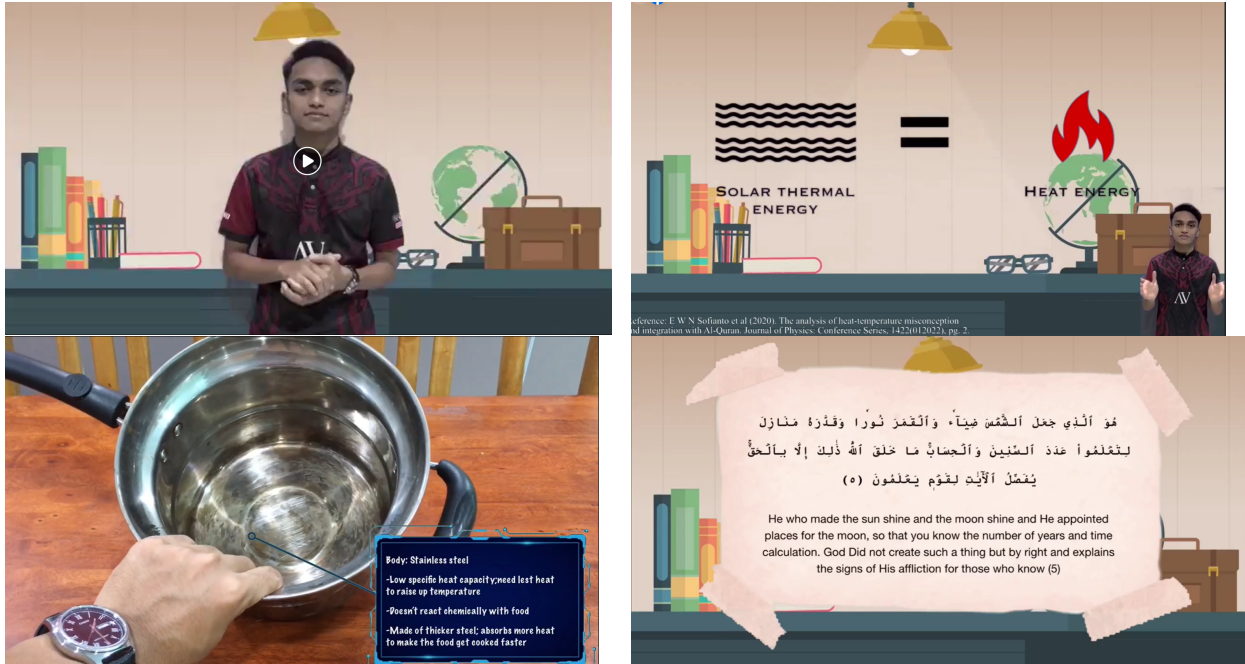 SOLAR THERMAL
ENERGY
HEAT ENERGY
eference: E W N Sofianto et al (2020). The analysis of heat-temperature misconception
nd integration with Al-Quran. Journal of Physics: Conference Series, 1422(012022), pg. 2.
Body: Stainless steel
-Low specific heat capacity;need lest heat
to raise up temperature
-Doesn't react chemically with food
-Made of thicker steel; absorbs more heat
to make the food get cooked faster
هُوَ ٱلَّذِي جَعَلَ ٱلشَّمْسَ ضِيَآءً وَٱلْقَمَرَ نُورًا وَقَدَّرَهُ مَنَازِلَ
لِتَعْلَمُواْ عَدَدَ ٱلسِّنِينَ وَٱلْحِسَابَۚ مَا خَلَقَ ٱللَّهُ ذَٰلِكَ إِلَّا بِٱلْحَقِّۚ
يُفَصِّلُ ٱلْأٓيَٰتِ لِقَوْمٍ يَعْلَمُونَ (٥)
He who made the sun shine and the moon shine and He appointed
places for the moon, so that you know the number of years and time
calculation. God Did not create such a thing but by right and explains
the signs of His affliction for those who know (5)